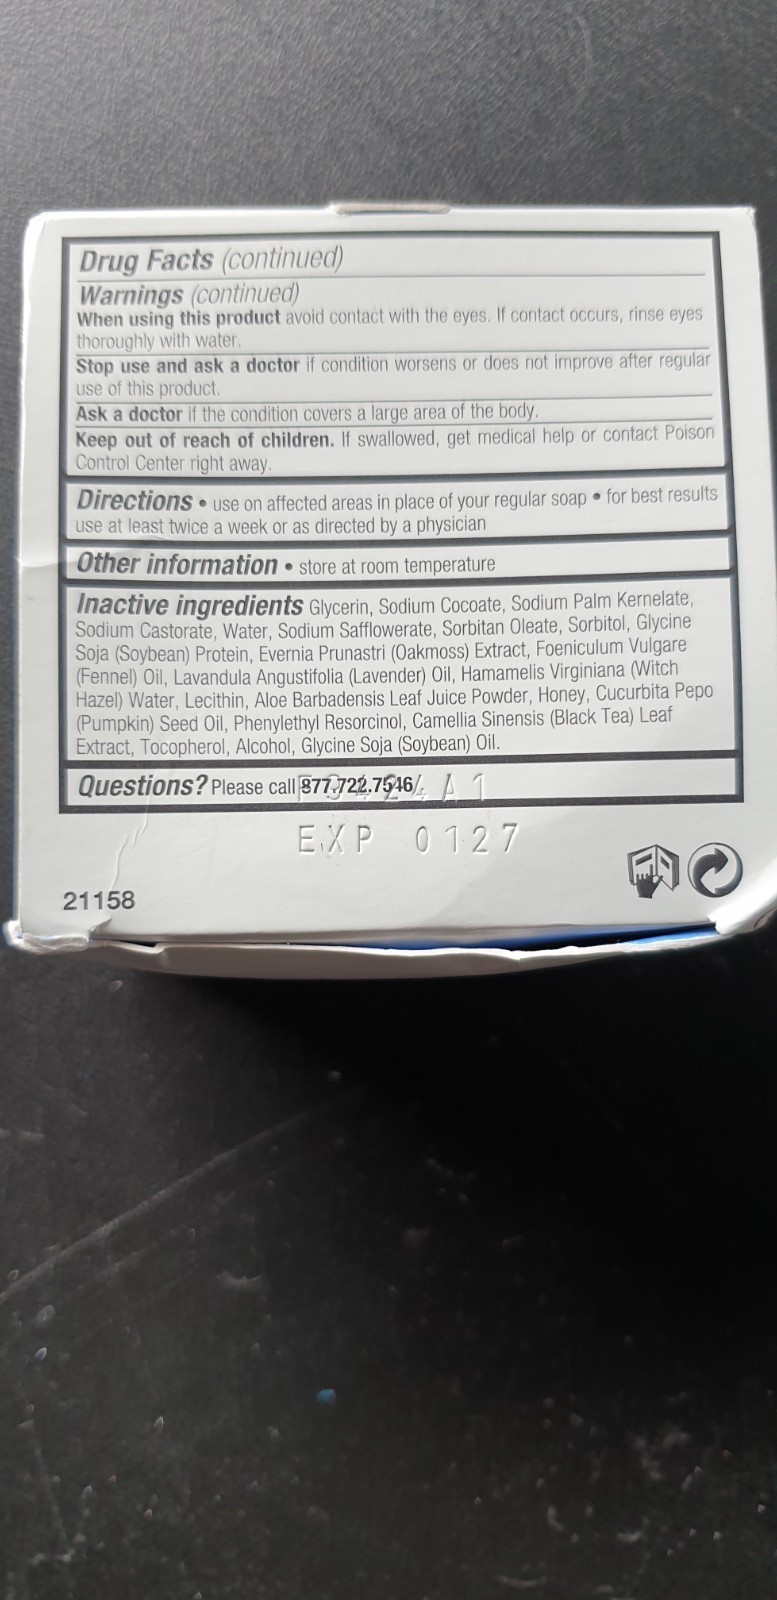 Drug Facts (continued)
Warnings (continued)
When using this product avoid contact with the eyes. If contact occurs, rinse eyes
thoroughly with water.
Stop use and ask a doctor if condition worsens or does not improve after regular
use of this product.
Ask a doctor if the condition covers a large area of the body.
Keep out of reach of children. If swallowed, get medical help or contact Poison
Control Center right away.
Directions • use on affected areas in place of your regular soap • for best results
use at least twice a week or as directed by a physician
Other information • store at room temperature
Inactive ingredients Glycerin, Sodium Cocoate, Sodium Palm Kernelate,
Sodium Castorate, Water, Sodium Safflowerate, Sorbitan Oleate, Sorbitol, Glycine
Soja (Soybean) Protein, Evernia Prunastri (Oakmoss) Extract, Foeniculum Vulgare
(Fennel) Oil, Lavandula Angustifolia (Lavender) Oil, Hamamelis Virginiana (Witch
Hazel) Water, Lecithin, Aloe Barbadensis Leaf Juice Powder, Honey, Cucurbita Pepo
(Pumpkin) Seed Oil, Phenylethyl Resorcinol, Camellia Sinensis (Black Tea) Leaf
Extract, Tocopherol, Alcohol, Glycine Soja (Soybean) Oil.
Questions? Please call 877.722.7546
EXP 0127
21158